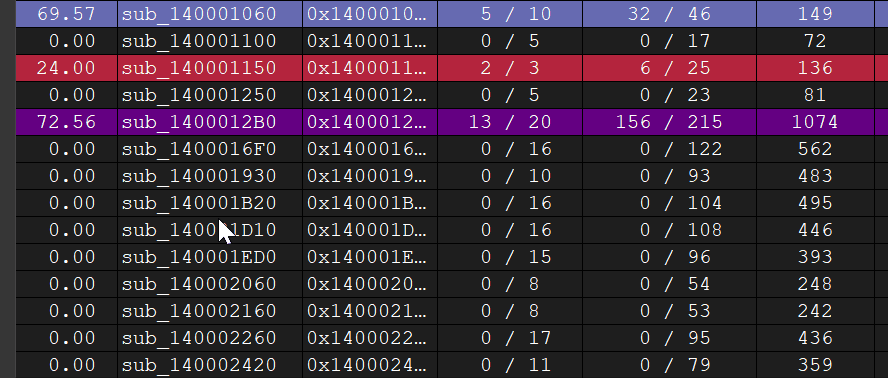 69.57 sub_140001060 0x1400010… 5 / 10 32 / 46 149
0.00 sub_140001100 0x1400011… 0 / 5 0 / 17 72
24.00 sub_140001150 0x1400011… 2 / 3 6 / 25 136
0.00 sub_140001250 0x1400012… 0 / 5 0 / 23 81
72.56 sub_1400012B0 0x1400012… 13 / 20 156 / 215 1074
0.00 sub_1400016F0 0x1400016… 0 / 16 0 / 122 562
0.00 sub_140001930 0x1400019… 0 / 10 0 / 93 483
0.00 sub_140001B20 0x140001B… 0 / 16 0 / 104 495
0.00 sub_140001D10 0x140001D… 0 / 16 0 / 108 446
0.00 sub_140001ED0 0x140001E… 0 / 15 0 / 96 393
0.00 sub_140002060 0x1400020… 0 / 8 0 / 54 248
0.00 sub_140002160 0x1400021… 0 / 8 0 / 53 242
0.00 sub_140002260 0x1400022… 0 / 17 0 / 95 436
0.00 sub_140002420 0x1400024… 0 / 11 0 / 79 359